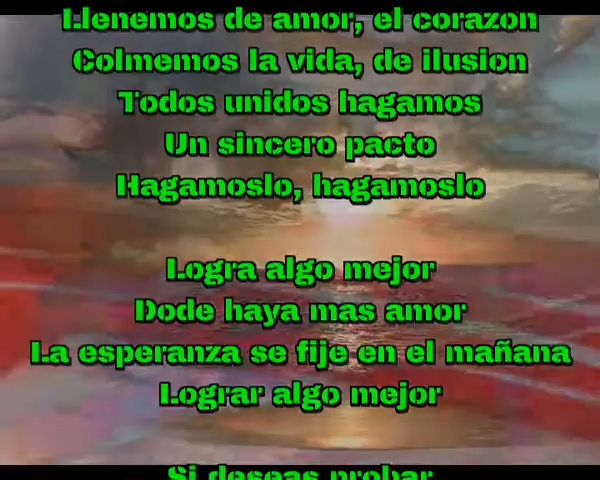 Llenemos de amor, el corazon
Colmemos la vida, de ilusion
Todos unidos hagamos
Un sincero pacto
Hagamoslo, hagamoslo
Logra algo mejor
Dode haya mas amor
La esperanza se fije en el mañana
Lograr algo mejor
Si deseas probar